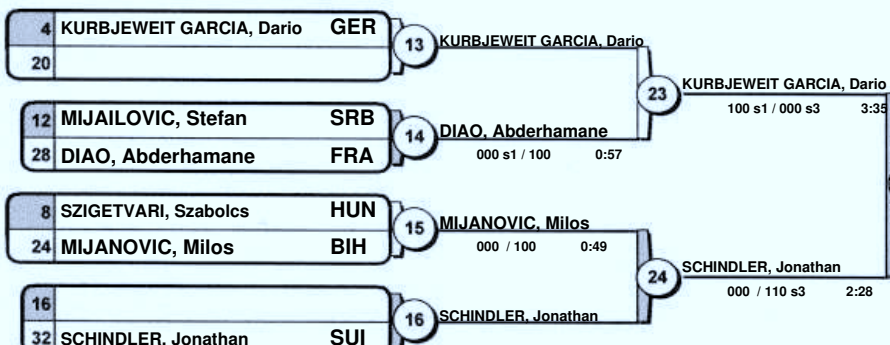 4 KURBJEWEIT GARCIA, Dario GER
20
13
KURBJEWEIT GARCIA, Dario
12 MIJAILOVIC, Stefan SRB
28 DIAO, Abderhamane FRA
14
DIAO, Abderhamane
000 s1 / 100 0:57
23
KURBJEWEIT GARCIA, Dario
100 s1 / 000 s3 3:35
8 SZIGETVARI, Szabolcs HUN
24 MIJANOVIC, Milos BIH
15
MIJANOVIC, Milos
000 / 100 0:49
16
32 SCHINDLER, Jonathan SUI
16
SCHINDLER, Jonathan
24
SCHINDLER, Jonathan
000 / 110 s3 2:28